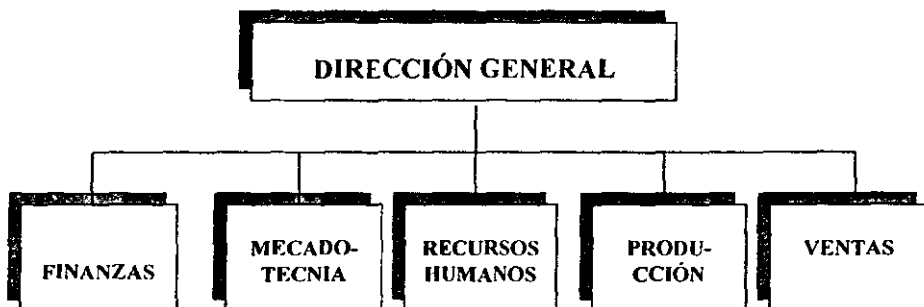 DIRECCIÓN GENERAL
FINANZAS
MECADO-
TECNIA
RECURSOS
HUMANOS
PRODU-
CCIÓN
VENTAS